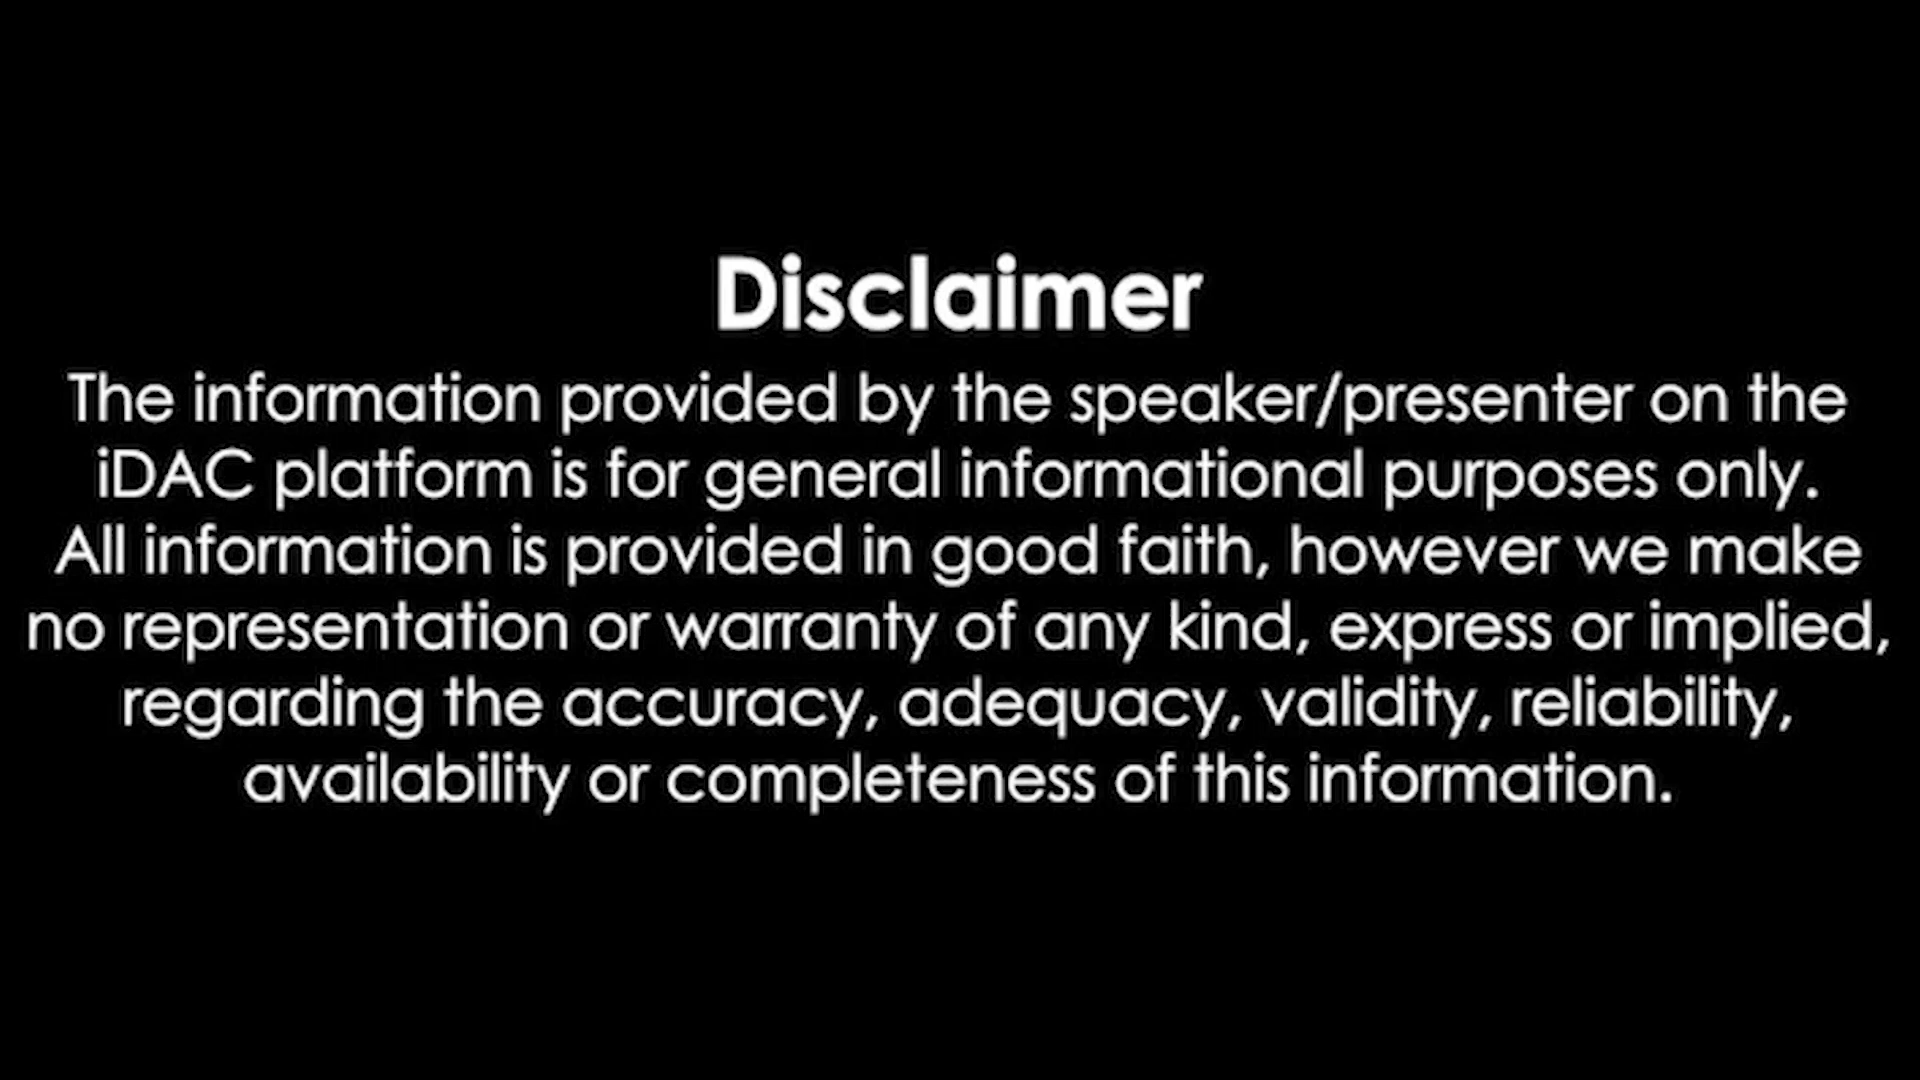 Disclaimer
The information provided by the speaker/presenter on the
iDAC platform is for general informational purposes only.
All information is provided in good faith, however we make
no representation or warranty of any kind, express or implied,
regarding the accuracy, adequacy, validity, reliability,
availability or completeness of this information.